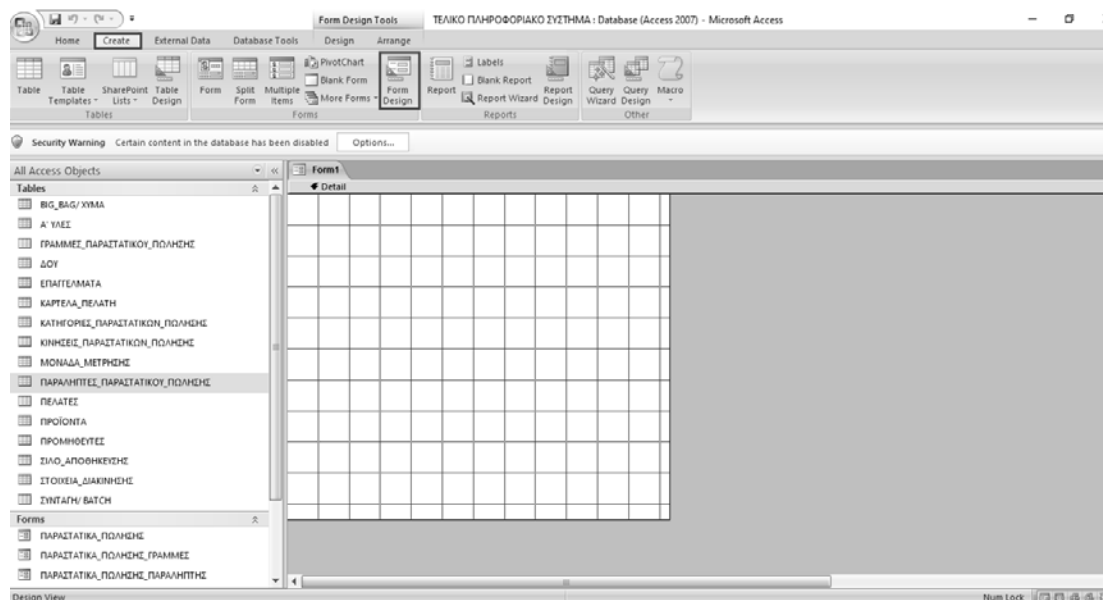 Form Design Tools ΤΕΛΙΚΟ ΠΛΗΡΟΦΟΡΙΑΚΟ ΣΥΣΤΗΜΑ : Database (Access 2007) - Microsoft Access
Home Create External Data Database Tools Design Arrange
Table
Table Templates
SharePoint Lists
Table Design
Tables
Form
Split Form
Multiple Items
PivotChart
Blank Form
More Forms
Form Design
Forms
Report
Labels
Blank Report
Report Wizard
Report Design
Reports
Query Wizard
Query Design
Macro
Other
Security Warning Certain content in the database has been disabled Options...
All Access Objects
Form1
Detail
Tables
BIG_BAG/ ΧΥΜΑ
Α' ΥΛΕΣ
ΓΡΑΜΜΕΣ_ΠΑΡΑΣΤΑΤΙΚΟΥ_ΠΩΛΗΣΗΣ
ΔΟΥ
ΕΠΑΓΓΕΛΜΑΤΑ
ΚΑΡΤΕΛΑ_ΠΕΛΑΤΗ
ΚΑΤΗΓΟΡΙΕΣ_ΠΑΡΑΣΤΑΤΙΚΩΝ_ΠΩΛΗΣΗΣ
ΚΙΝΗΣΕΙΣ_ΠΑΡΑΣΤΑΤΙΚΩΝ_ΠΩΛΗΣΗΣ
ΜΟΝΑΔΑ_ΜΕΤΡΗΣΗΣ
ΠΑΡΑΛΗΠΤΕΣ_ΠΑΡΑΣΤΑΤΙΚΟΥ_ΠΩΛΗΣΗΣ
ΠΕΛΑΤΕΣ
ΠΡΟΪΟΝΤΑ
ΠΡΟΜΗΘΕΥΤΕΣ
ΣΙΛΟ_ΑΠΟΘΗΚΕΥΣΗΣ
ΣΤΟΙΧΕΙΑ_ΔΙΑΚΙΝΗΣΗΣ
ΣΥΝΤΑΓΗ/ BATCH
Forms
ΠΑΡΑΣΤΑΤΙΚΑ_ΠΩΛΗΣΗΣ
ΠΑΡΑΣΤΑΤΙΚΑ_ΠΩΛΗΣΗΣ_ΓΡΑΜΜΕΣ
ΠΑΡΑΣΤΑΤΙΚΑ_ΠΩΛΗΣΗΣ_ΠΑΡΑΛΗΠΤΗΣ
Design View Num Lock